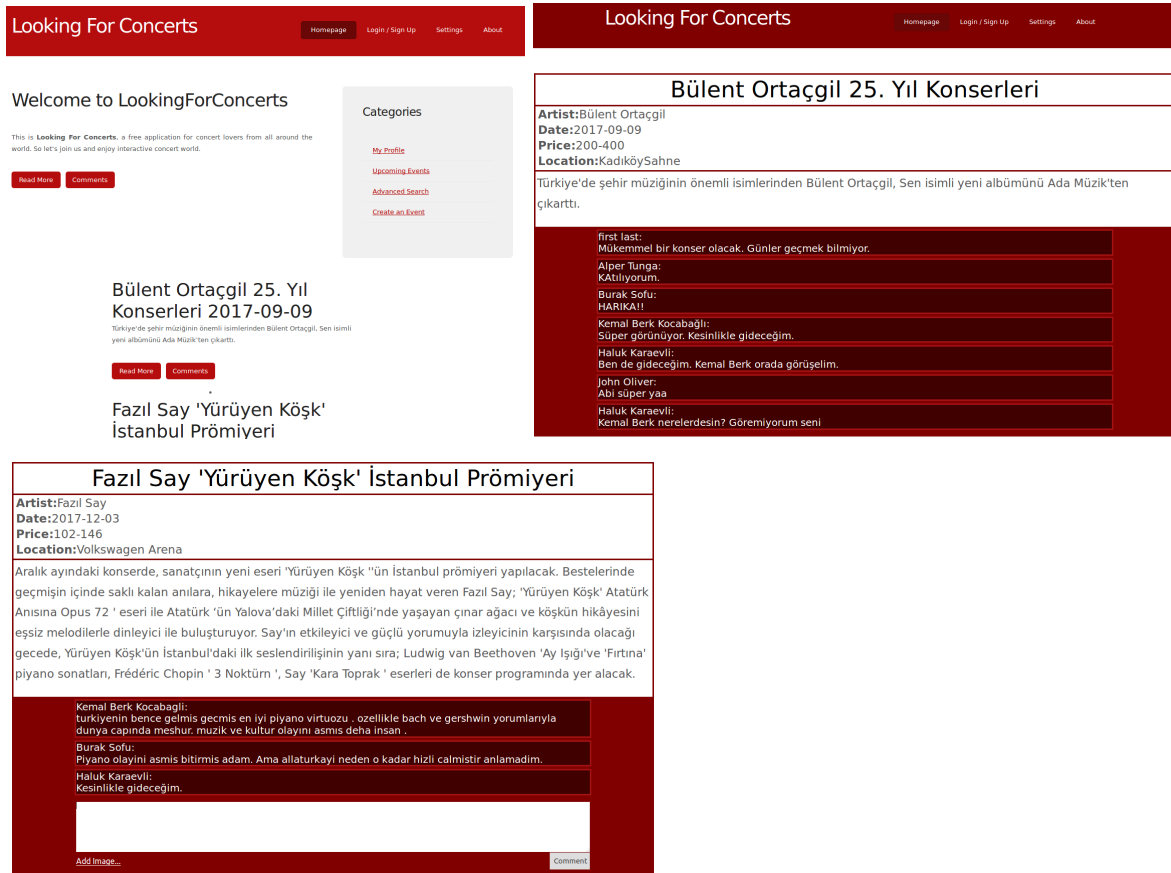 Looking For Concerts
Homepage Login / Sign Up Settings About
Welcome to LookingForConcerts
This is Looking For Concerts, a free application for concert lovers from all around the
world. So let's join us and enjoy interactive concert world.
Read More Comments
Categories
My Profile
Upcoming Events
Advanced Search
Create an Event
Bülent Ortaçgil 25. Yıl
Konserleri 2017-09-09
Türkiye'de şehir müziğinin önemli isimlerinden Bülent Ortaçgil, Sen isimli
yeni albümünü Ada Müzik'ten çıkarttı.
Read More Comments
Fazıl Say 'Yürüyen Köşk'
İstanbul Prömiyeri
Looking For Concerts
Homepage Login / Sign Up Settings About
Bülent Ortaçgil 25. Yıl Konserleri
Artist:Bülent Ortaçgil
Date:2017-09-09
Price:200-400
Location:KadıköySahne
Türkiye'de şehir müziğinin önemli isimlerinden Bülent Ortaçgil, Sen isimli yeni albümünü Ada Müzik'ten
çıkarttı.
first last:
Mükemmel bir konser olacak. Günler geçmek bilmiyor.
Alper Tunga:
KAtılıyorum.
Burak Sofu:
HARIKA!!
Kemal Berk Kocabağlı:
Süper görünüyor. Kesinlikle gideceğim.
Haluk Karaevli:
Ben de gideceğim. Kemal Berk orada görüşelim.
John Oliver:
Abi süper yaa
Haluk Karaevli:
Kemal Berk nerelerdesin? Göremiyorum seni
Fazıl Say 'Yürüyen Köşk' İstanbul Prömiyeri
Artist:Fazıl Say
Date:2017-12-03
Price:102-146
Location:Volkswagen Arena
Aralık ayındaki konserde, sanatçının yeni eseri 'Yürüyen Köşk ''ün İstanbul prömiyeri yapılacak. Bestelerinde
geçmişin içinde saklı kalan anılara, hikayelere müziği ile yeniden hayat veren Fazıl Say; 'Yürüyen Köşk' Atatürk
Anısına Opus 72 ' eseri ile Atatürk ‘ün Yalova’daki Millet Çiftliği’nde yaşayan çınar ağacı ve köşkün hikâyesini
eşsiz melodilerle dinleyici ile buluşturuyor. Say'ın etkileyici ve güçlü yorumuyla izleyicinin karşısında olacağı
gecede, Yürüyen Köşk'ün İstanbul'daki ilk seslendirilişinin yanı sıra; Ludwig van Beethoven 'Ay Işığı've 'Fırtına'
piyano sonatları, Frédéric Chopin ' 3 Noktürn ', Say 'Kara Toprak ' eserleri de konser programında yer alacak.
Kemal Berk Kocabagli:
turkiyenin bence gelmis gecmis en iyi piyano virtuozu . ozellikle bach ve gershwin yorumlarıyla
dunya capında meshur. muzik ve kultur olayını asmıs deha insan .
Burak Sofu:
Piyano olayini asmis bitirmis adam. Ama allaturkayi neden o kadar hizli calmistir anlamadim.
Haluk Karaevli:
Kesinlikle gideceğim.
Add Image...
Comment